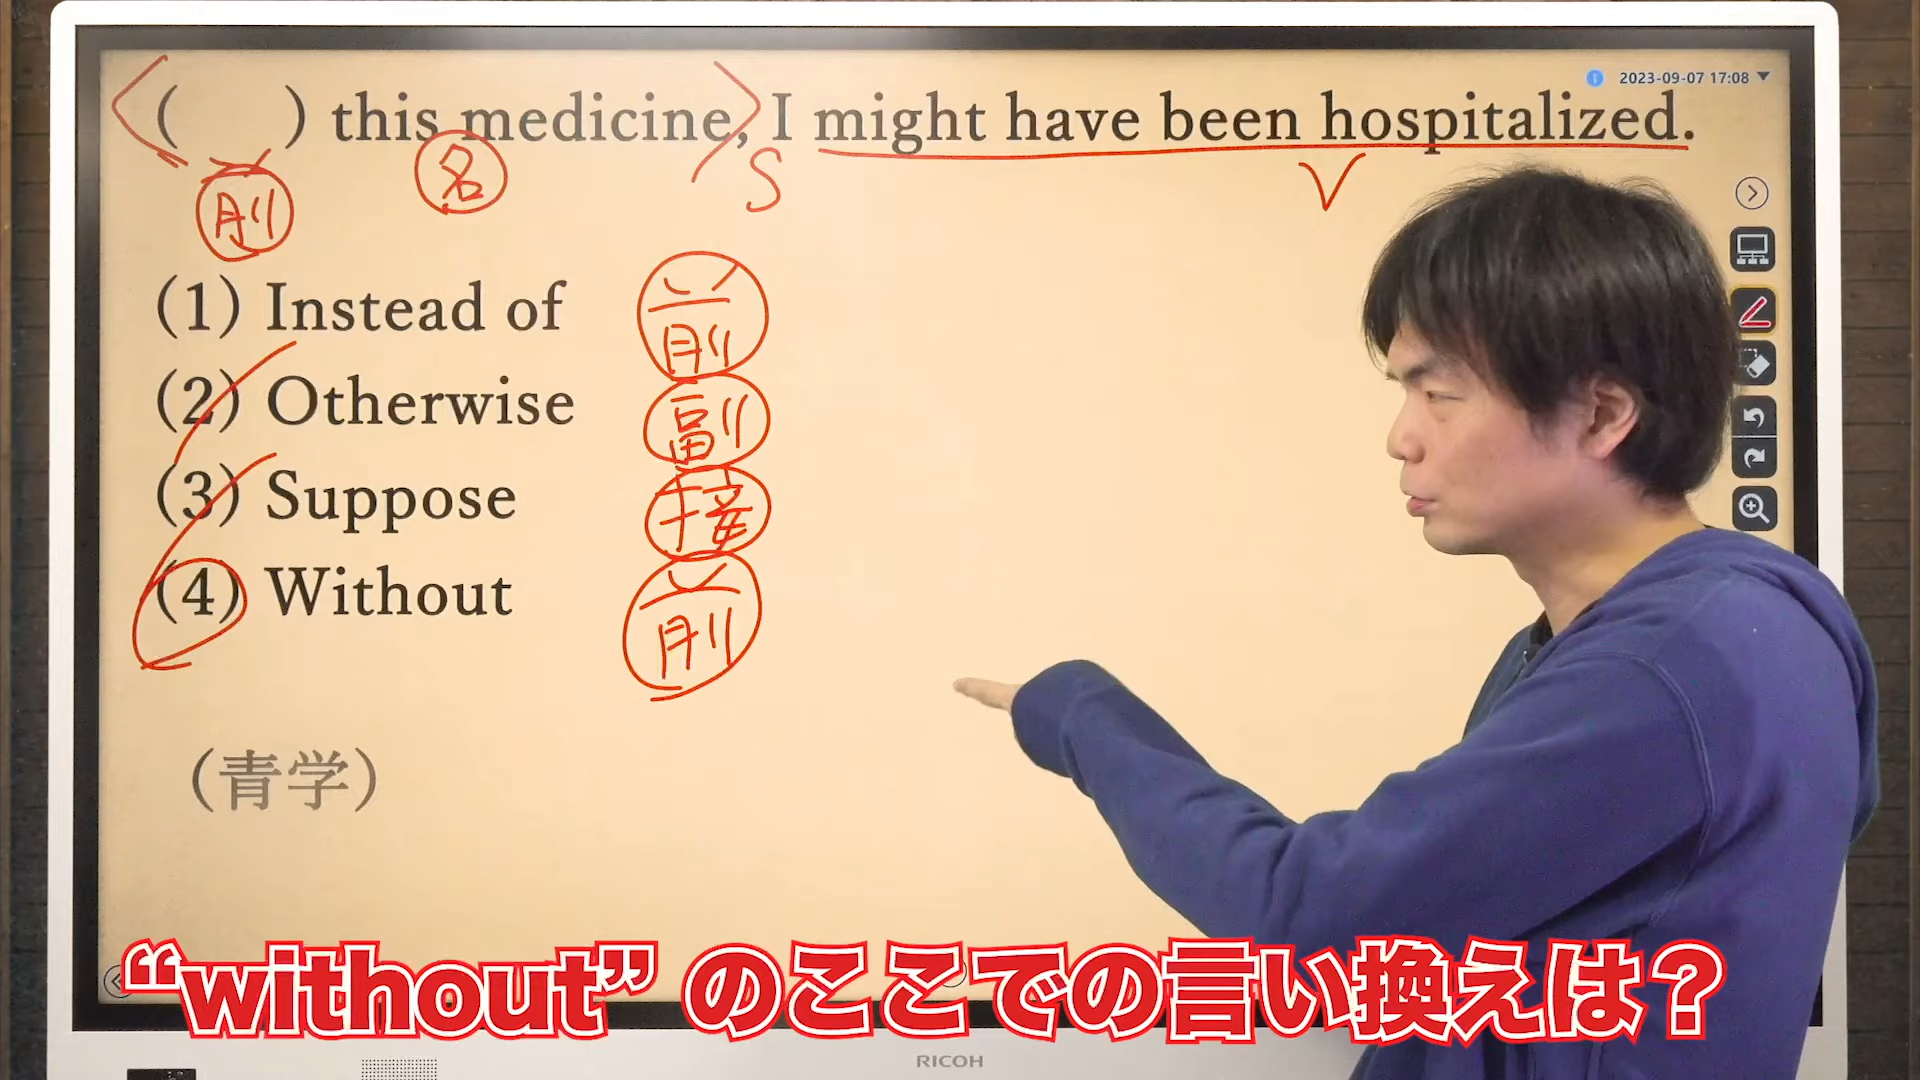 2023-09-07 17:08
( ) this medicine, I might have been hospitalized.
前 名 S V
(1) Instead of 前
(2) Otherwise 副
(3) Suppose 接
(4) Without 前
(青学)
“without” のここでの言い換えは？
RICOH